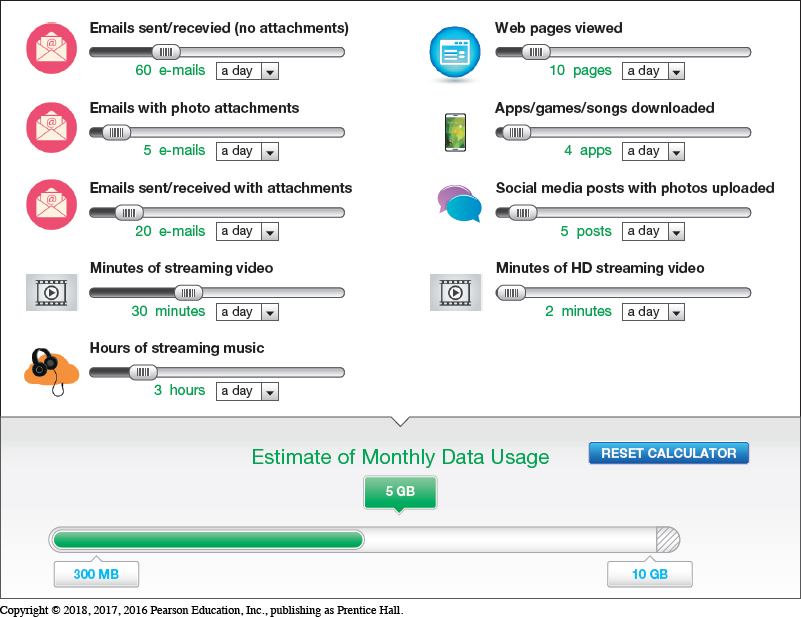 Emails sent/recevied (no attachments)
60 e-mails a day
Web pages viewed
10 pages a day
Emails with photo attachments
5 e-mails a day
Apps/games/songs downloaded
4 apps a day
Emails sent/received with attachments
20 e-mails a day
Social media posts with photos uploaded
5 posts a day
Minutes of streaming video
30 minutes a day
Minutes of HD streaming video
2 minutes a day
Hours of streaming music
3 hours a day
Estimate of Monthly Data Usage
RESET CALCULATOR
5 GB
300 MB
10 GB
Copyright © 2018, 2017, 2016 Pearson Education, Inc., publishing as Prentice Hall.